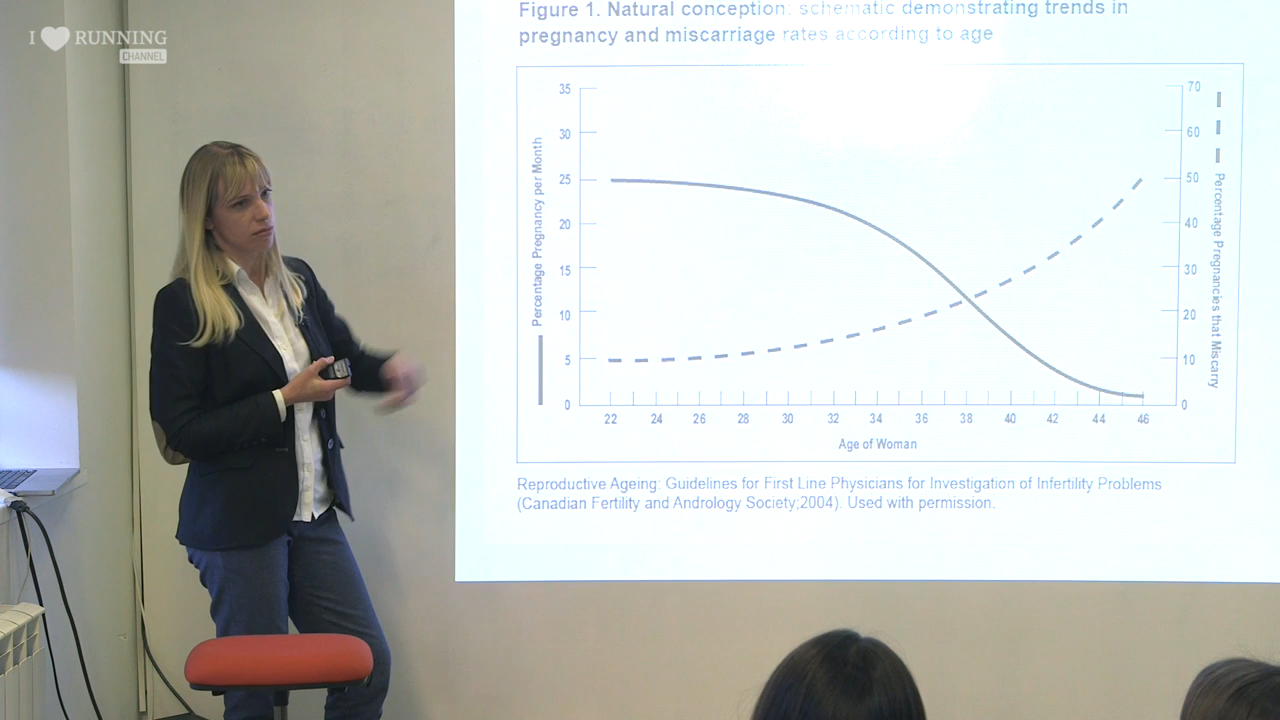 I RUNNING
CHANNEL
Figure 1. Natural conception: schematic demonstrating trends in
pregnancy and miscarriage rates according to age
35
30
25
20
15
10
5
0
Percentage Pregnancy per Month
70
60
50
40
30
20
10
0
Percentage Pregnancies that Miscarry
22 24 26 28 30 32 34 36 38 40 42 44 46
Age of Woman
Reproductive Ageing: Guidelines for First Line Physicians for Investigation of Infertility Problems
(Canadian Fertility and Andrology Society;2004). Used with permission.